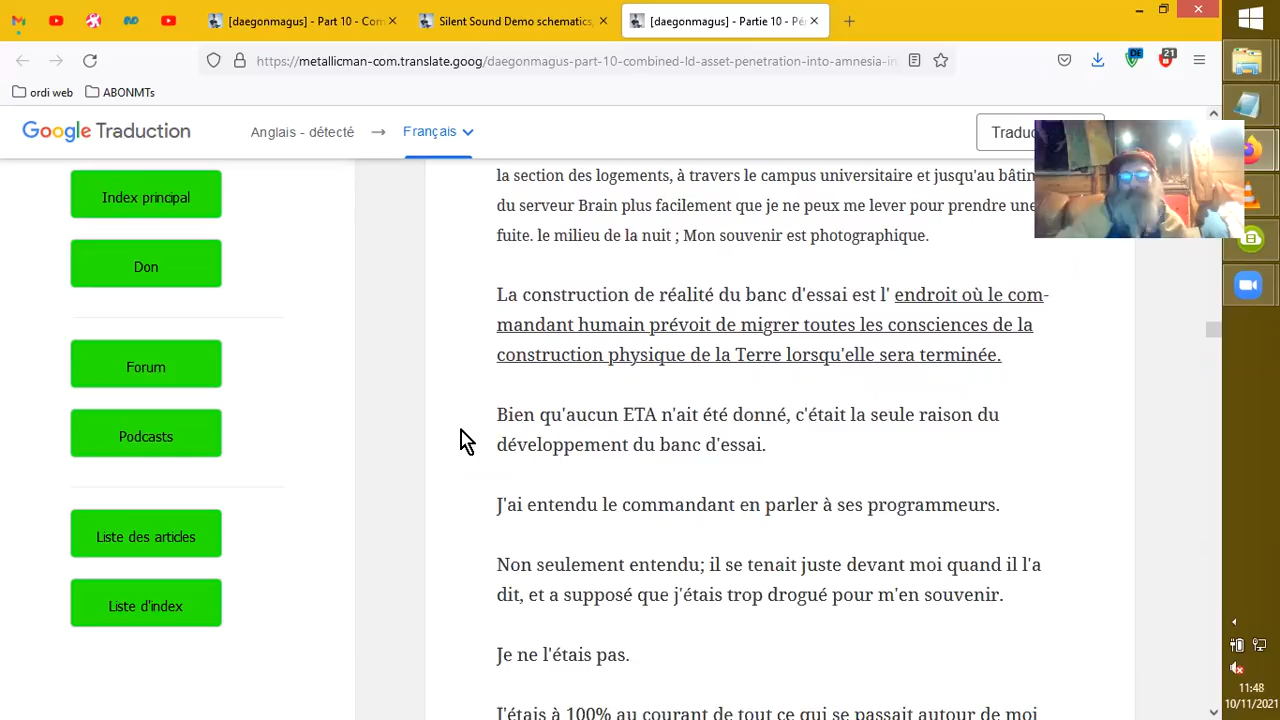 [daegonmagus] - Part 10 - Con
Silent Sound Demo schematics,
[daegonmagus] - Partie 10 - Pé
https://metallicman-com.translate.goog/daegonmagus-part-10-combined-ld-asset-penetration-into-amnesia-in
DE
21
ordi web
ABONMTs
Google Traduction
Anglais - détecté
Français
Traduc
Index principal
Don
Forum
Podcasts
Liste des articles
Liste d'index
la section des logements, à travers le campus universitaire et jusqu'au bâtin
du serveur Brain plus facilement que je ne peux me lever pour prendre une
fuite. le milieu de la nuit ; Mon souvenir est photographique.
La construction de réalité du banc d'essai est l' endroit où le com-
mandant humain prévoit de migrer toutes les consciences de la
construction physique de la Terre lorsqu'elle sera terminée.
Bien qu'aucun ETA n'ait été donné, c'était la seule raison du
développement du banc d'essai.
J'ai entendu le commandant en parler à ses programmeurs.
Non seulement entendu; il se tenait juste devant moi quand il l'a
dit, et a supposé que j'étais trop drogué pour m'en souvenir.
Je ne l'étais pas.
J'étais à 100% au courant de tout ce qui se passait autour de moi
11:48
10/11/2021